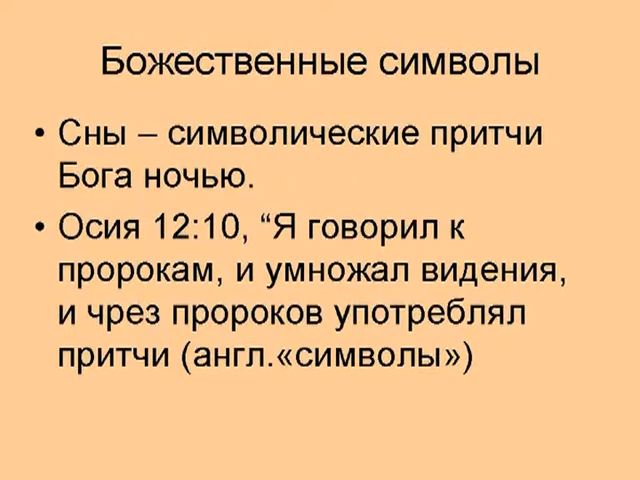 Божественные символы
• Сны – символические притчи
Бога ночью.
• Осия 12:10, “Я говорил к
пророкам, и умножал видения,
и чрез пророков употреблял
притчи (англ.«символы»)